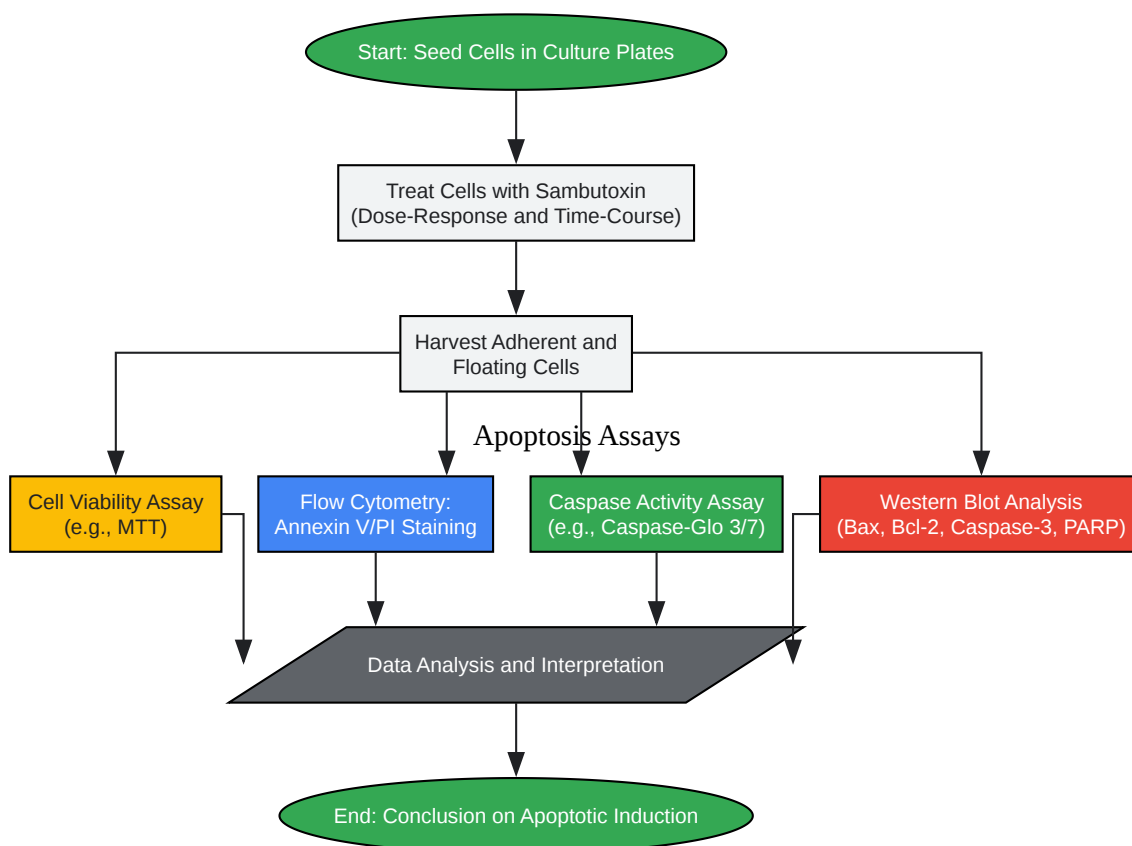 Start: Seed Cells in Culture Plates
Treat Cells with Sambutoxin
(Dose-Response and Time-Course)
Harvest Adherent and
Floating Cells
Apoptosis Assays
Cell Viability Assay
(e.g., MTT)
Flow Cytometry:
Annexin V/PI Staining
Caspase Activity Assay
(e.g., Caspase-Glo 3/7)
Western Blot Analysis
(Bax, Bcl-2, Caspase-3, PARP)
Data Analysis and Interpretation
End: Conclusion on Apoptotic Induction